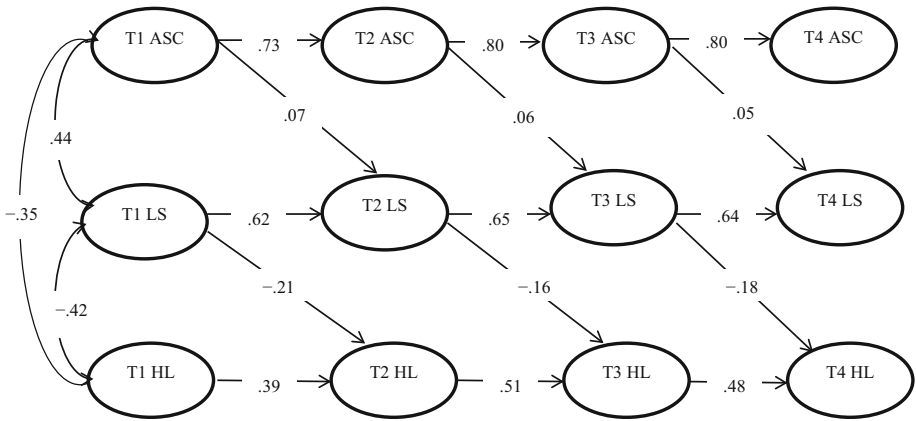 T1 ASC
.73
T2 ASC
.80
T3 ASC
.80
T4 ASC
.07
.06
.05
.44
−.35
T1 LS
.62
T2 LS
.65
T3 LS
.64
T4 LS
−.21
−.16
−.18
−.42
T1 HL
.39
T2 HL
.51
T3 HL
.48
T4 HL